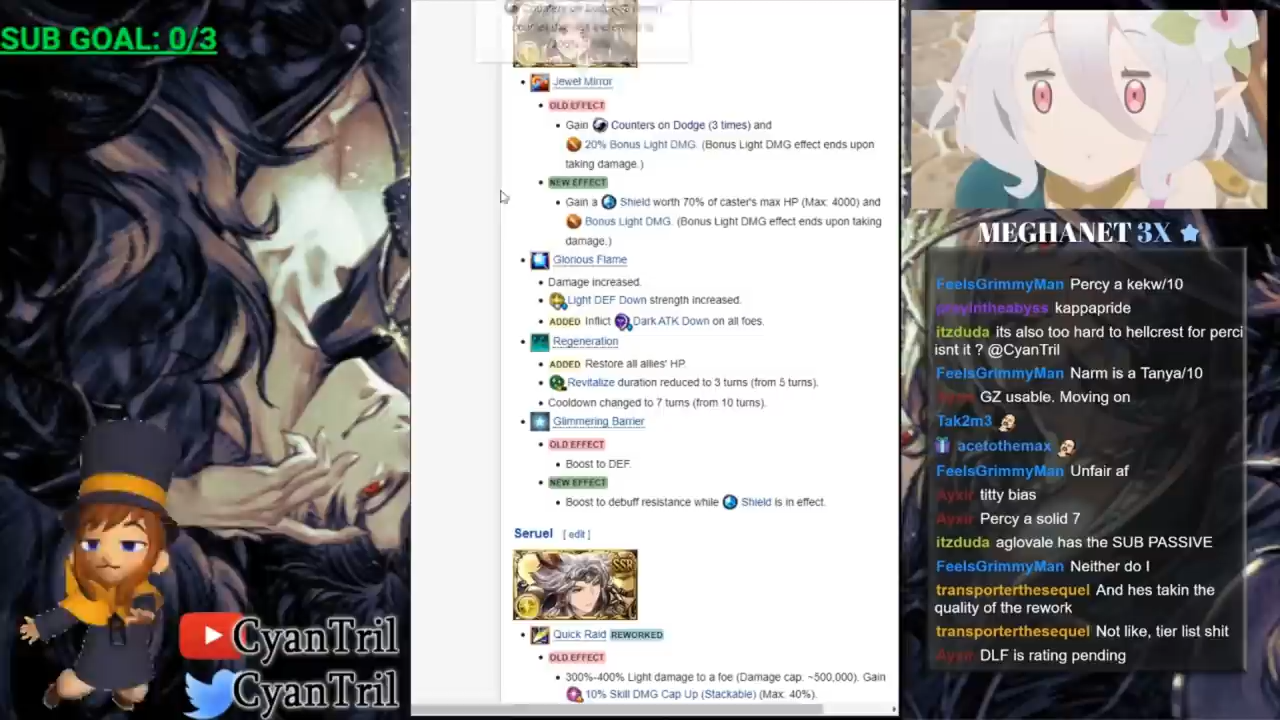 SUB GOAL: 0/3
Jewel Mirror
OLD EFFECT
Gain Counters on Dodge (3 times) and
20% Bonus Light DMG. (Bonus Light DMG effect ends upon
taking damage.)
NEW EFFECT
Gain a Shield worth 70% of caster's max HP (Max: 4000) and
Bonus Light DMG. (Bonus Light DMG effect ends upon taking
damage.)
Glorious Flame
Damage increased.
Light DEF Down strength increased.
ADDED Inflict Dark ATK Down on all foes.
Regeneration
ADDED Restore all allies' HP.
Revitalize duration reduced to 3 turns (from 5 turns).
Cooldown changed to 7 turns (from 10 turns).
Glimmering Barrier
OLD EFFECT
Boost to DEF.
NEW EFFECT
Boost to debuff resistance while Shield is in effect.
Seruel [ edit ]
SSR
Quick Raid REWORKED
OLD EFFECT
300%-400% Light damage to a foe (Damage cap: ~500,000). Gain
10% Skill DMG Cap Up (Stackable) (Max: 40%).
CyanTril
CyanTril
MEGHANET 3X
FeelsGrimmyMan Percy a kekw/10
kappapride
itzduda its also too hard to hellcrest for perci
isnt it ? @CyanTril
FeelsGrimmyMan Narm is a Tanya/10
GZ usable. Moving on
Tak2m3
acetothemax
FeelsGrimmyMan Unfair af
Ayxir titty bias
Ayxir Percy a solid 7
itzduda aglovale has the SUB PASSIVE
FeelsGrimmyMan Neither do I
transporterthesequel And hes takin the
quality of the rework
transporterthesequel Not like, tier list shit
Ayxir DLF is rating pending